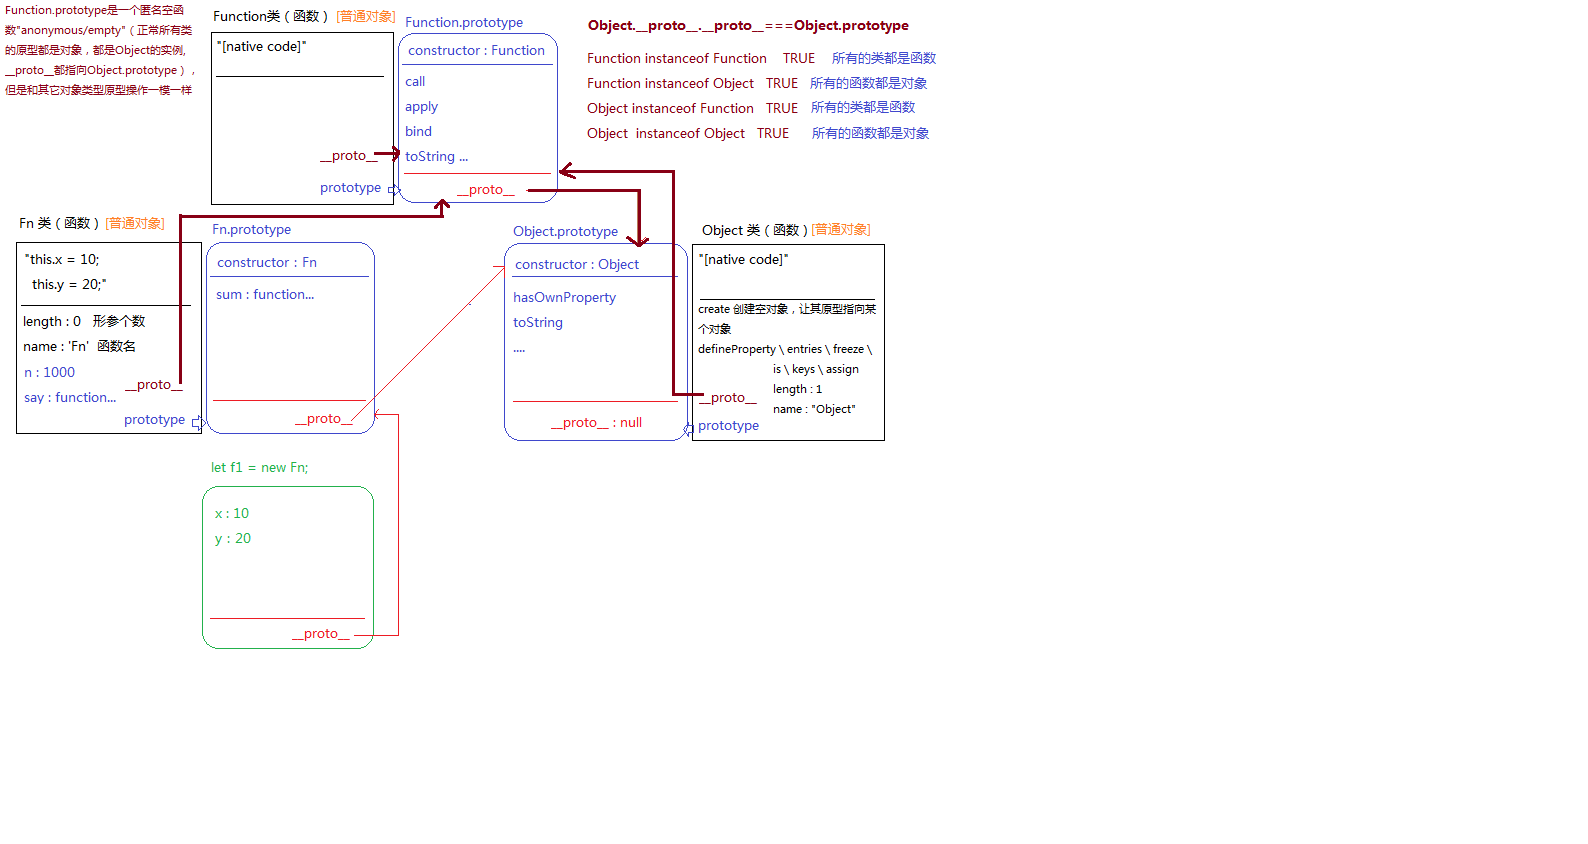 Function.prototype是一个匿名空函
数"anonymous/empty"（正常所有类
的原型都是对象，都是Object的实例,
__proto__都指向Object.prototype），
但是和其它对象类型原型操作一模一样
Function类（函数） [普通对象]
"[native code]"
__proto__
prototype
Function.prototype
constructor : Function
call
apply
bind
toString ...
__proto__
Object.__proto__.__proto__===Object.prototype
Function instanceof Function TRUE 所有的类都是函数
Function instanceof Object TRUE 所有的函数都是对象
Object instanceof Function TRUE 所有的类都是函数
Object instanceof Object TRUE 所有的函数都是对象
Fn 类（函数）[普通对象]
"this.x = 10;
this.y = 20;"
length : 0 形参个数
name : 'Fn' 函数名
n : 1000
say : function...
__proto__
prototype
Fn.prototype
constructor : Fn
sum : function...
__proto__
Object.prototype
constructor : Object
hasOwnProperty
toString
....
__proto__ : null
Object 类（函数）[普通对象]
"[native code]"
create 创建空对象，让其原型指向某
个对象
defineProperty \ entries \ freeze \
is \ keys \ assign
length : 1
name : "Object"
__proto__
prototype
let f1 = new Fn;
x : 10
y : 20
__proto__